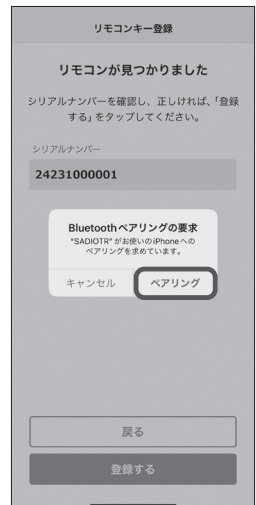 リモコンキー登録
リモコンが見つかりました
シリアルナンバーを確認し、正しければ、「登録
する」をタップしてください。
シリアルナンバー
24231000001
Bluetoothペアリングの要求
"SADIOTR" がお使いのiPhoneへの
ペアリングを求めています。
キャンセル
ペアリング
戻る
登録する